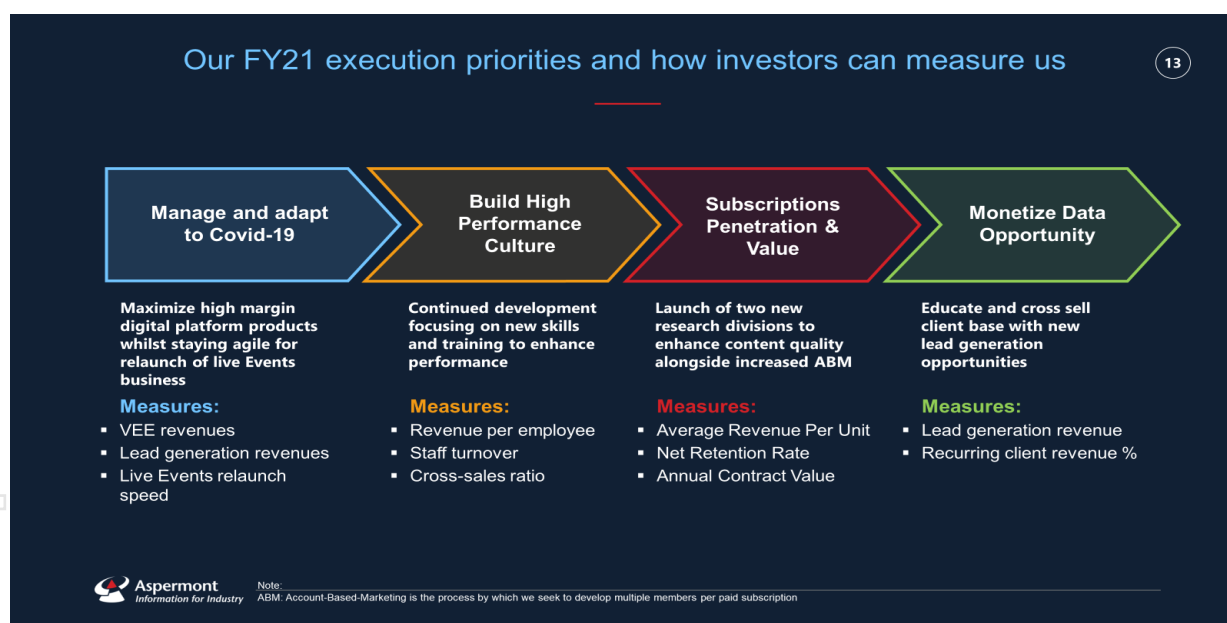 Our FY21 execution priorities and how investors can measure us
13
Manage and adapt
to Covid-19
Build High
Performance
Culture
Subscriptions
Penetration &
Value
Monetize Data
Opportunity
Maximize high margin
digital platform products
whilst staying agile for
relaunch of live Events
business
Measures:
▪ VEE revenues
▪ Lead generation revenues
▪ Live Events relaunch
speed
Continued development
focusing on new skills
and training to enhance
performance
Measures:
▪ Revenue per employee
▪ Staff turnover
▪ Cross-sales ratio
Launch of two new
research divisions to
enhance content quality
alongside increased ABM
Measures:
▪ Average Revenue Per Unit
▪ Net Retention Rate
▪ Annual Contract Value
Educate and cross sell
client base with new
lead generation
opportunities
Measures:
▪ Lead generation revenue
▪ Recurring client revenue %
Aspermont
Information for Industry
Note:
ABM: Account-Based-Marketing is the process by which we seek to develop multiple members per paid subscription